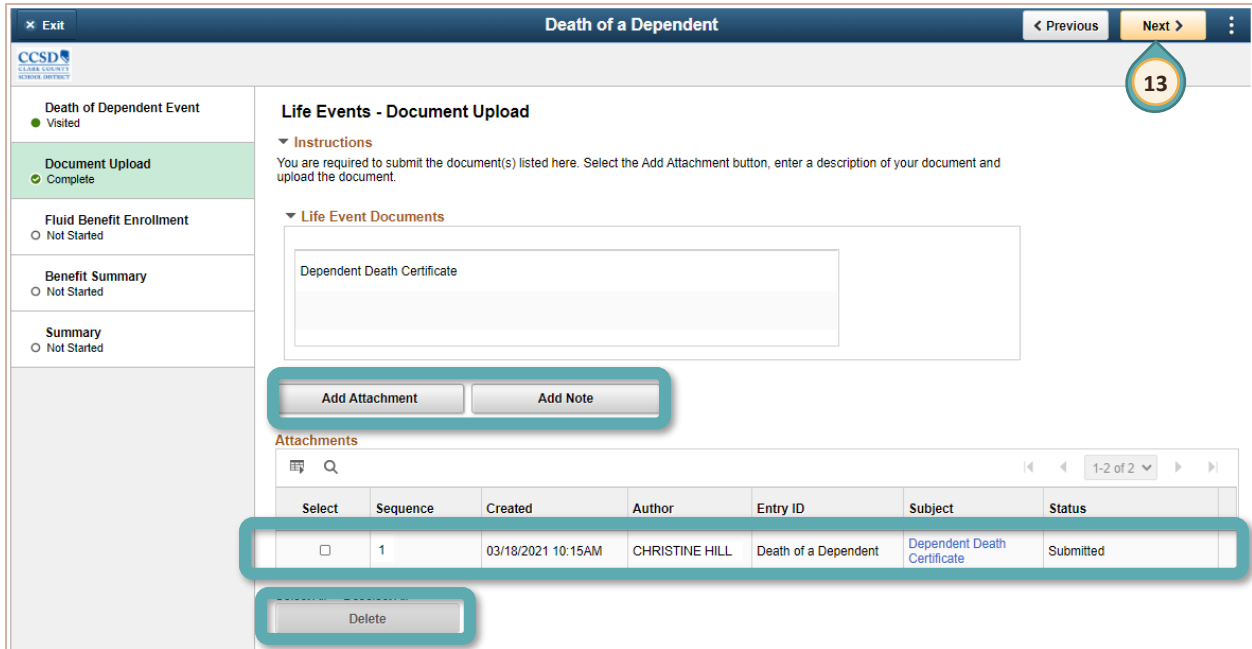 × Exit
Death of a Dependent
Previous
Next
13
CCSD
CLARK COUNTY
SCHOOL DISTRICT
Death of Dependent Event
Visited
Document Upload
Complete
Fluid Benefit Enrollment
Not Started
Benefit Summary
Not Started
Summary
Not Started
Life Events - Document Upload
Instructions
You are required to submit the document(s) listed here. Select the Add Attachment button, enter a description of your document and
upload the document.
Life Event Documents
Dependent Death Certificate
Add Attachment
Add Note
Attachments
1-2 of 2
Select Sequence Created Author Entry ID Subject Status
1 03/18/2021 10:15AM CHRISTINE HILL Death of a Dependent Dependent Death Submitted
Certificate
Delete